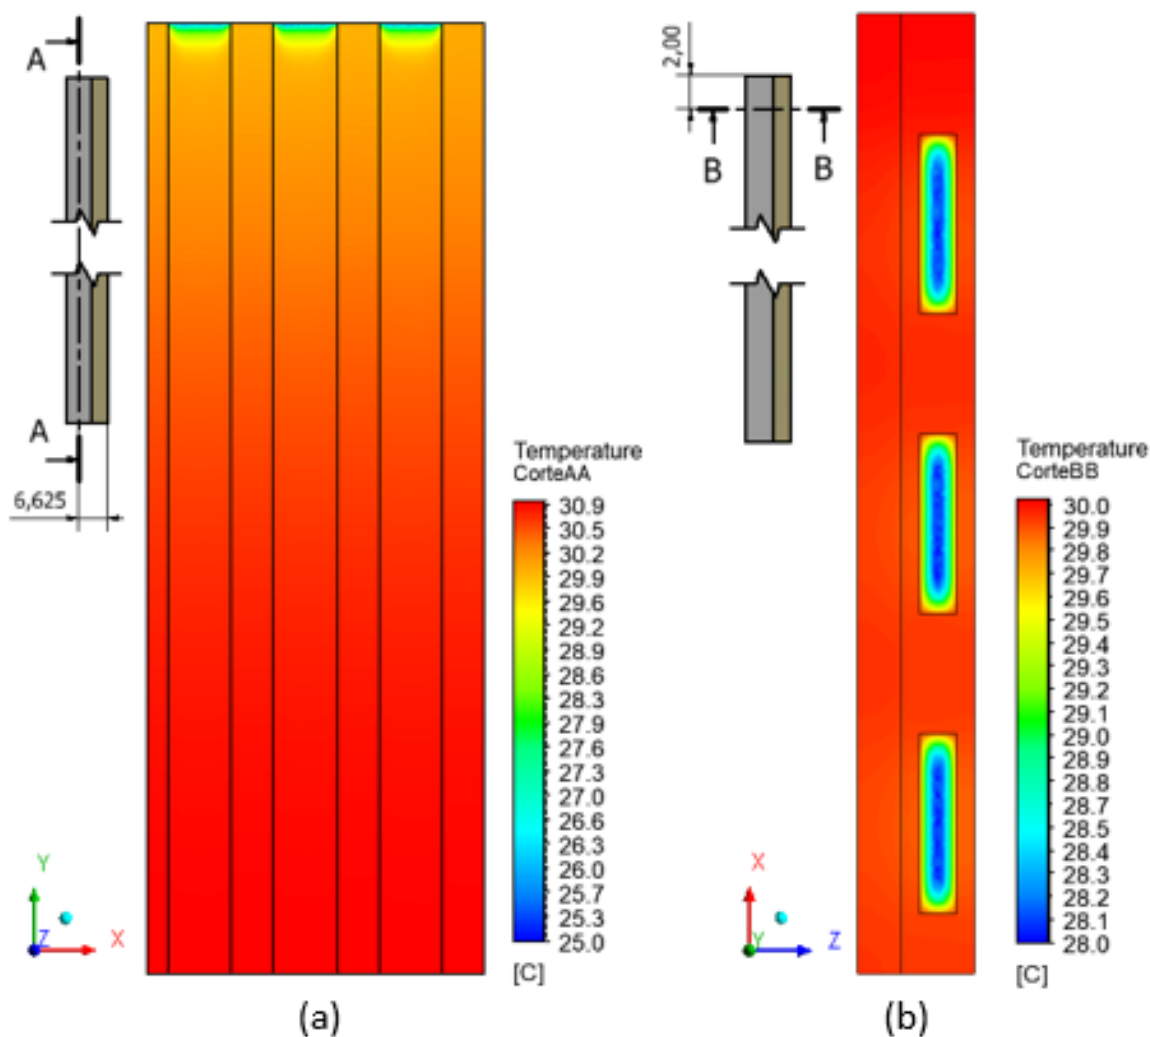 A
A
6,625
Temperature
CorteAA
30.9
30.5
30.2
29.9
29.6
29.2
28.9
28.6
28.3
27.9
27.6
27.3
27.0
26.6
26.3
26.0
25.7
25.3
25.0
[C]
Y
Z
X
(a)
2,00
B
B
Temperature
CorteBB
30.0
29.9
29.8
29.7
29.6
29.5
29.4
29.3
29.2
29.1
29.0
28.9
28.8
28.7
28.5
28.4
28.3
28.2
28.1
28.0
[C]
X
Y
Z
(b)